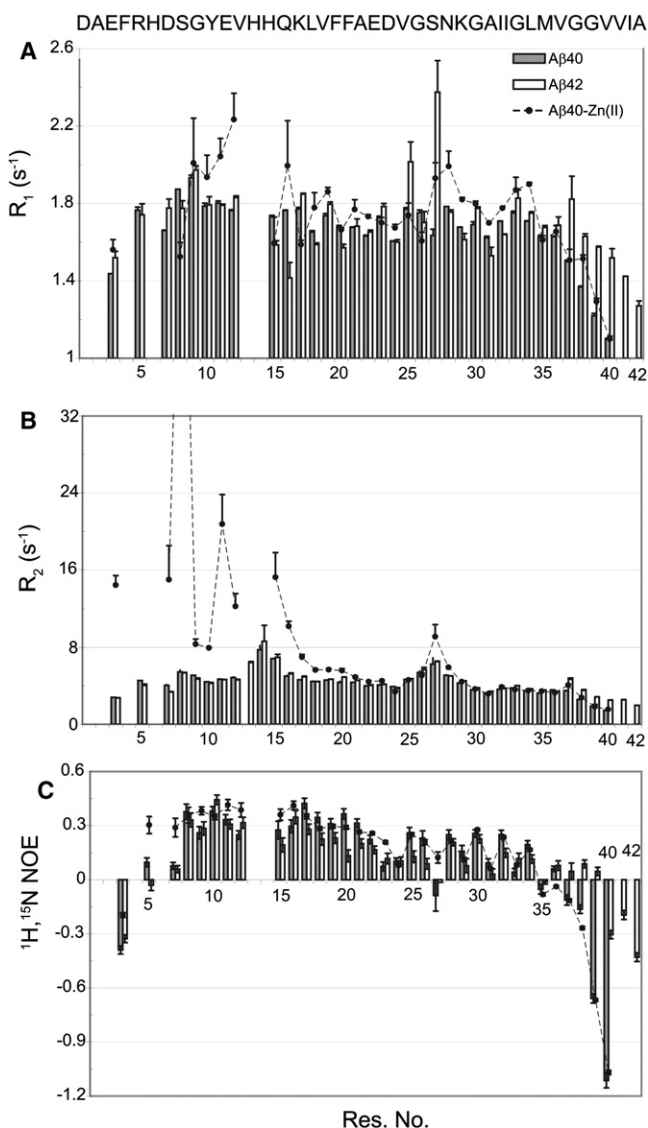 DAEFRHDSGYEVHHQKLVFFAEDVGSNKGAIIGLMVGGVVIA
A
2.6
2.2
1.8
1.4
1
R1 (s-1)
Aβ40
Aβ42
Aβ40-Zn(II)
5 10 15 20 25 30 35 40 42
B
32
24
16
8
0
R2 (s-1)
5 10 15 20 25 30 35 40 42
C
0.6
0.3
0
-0.3
-0.6
-0.9
-1.2
1H,15N NOE
40 42
5 10 15 20 25 30 35
Res. No.